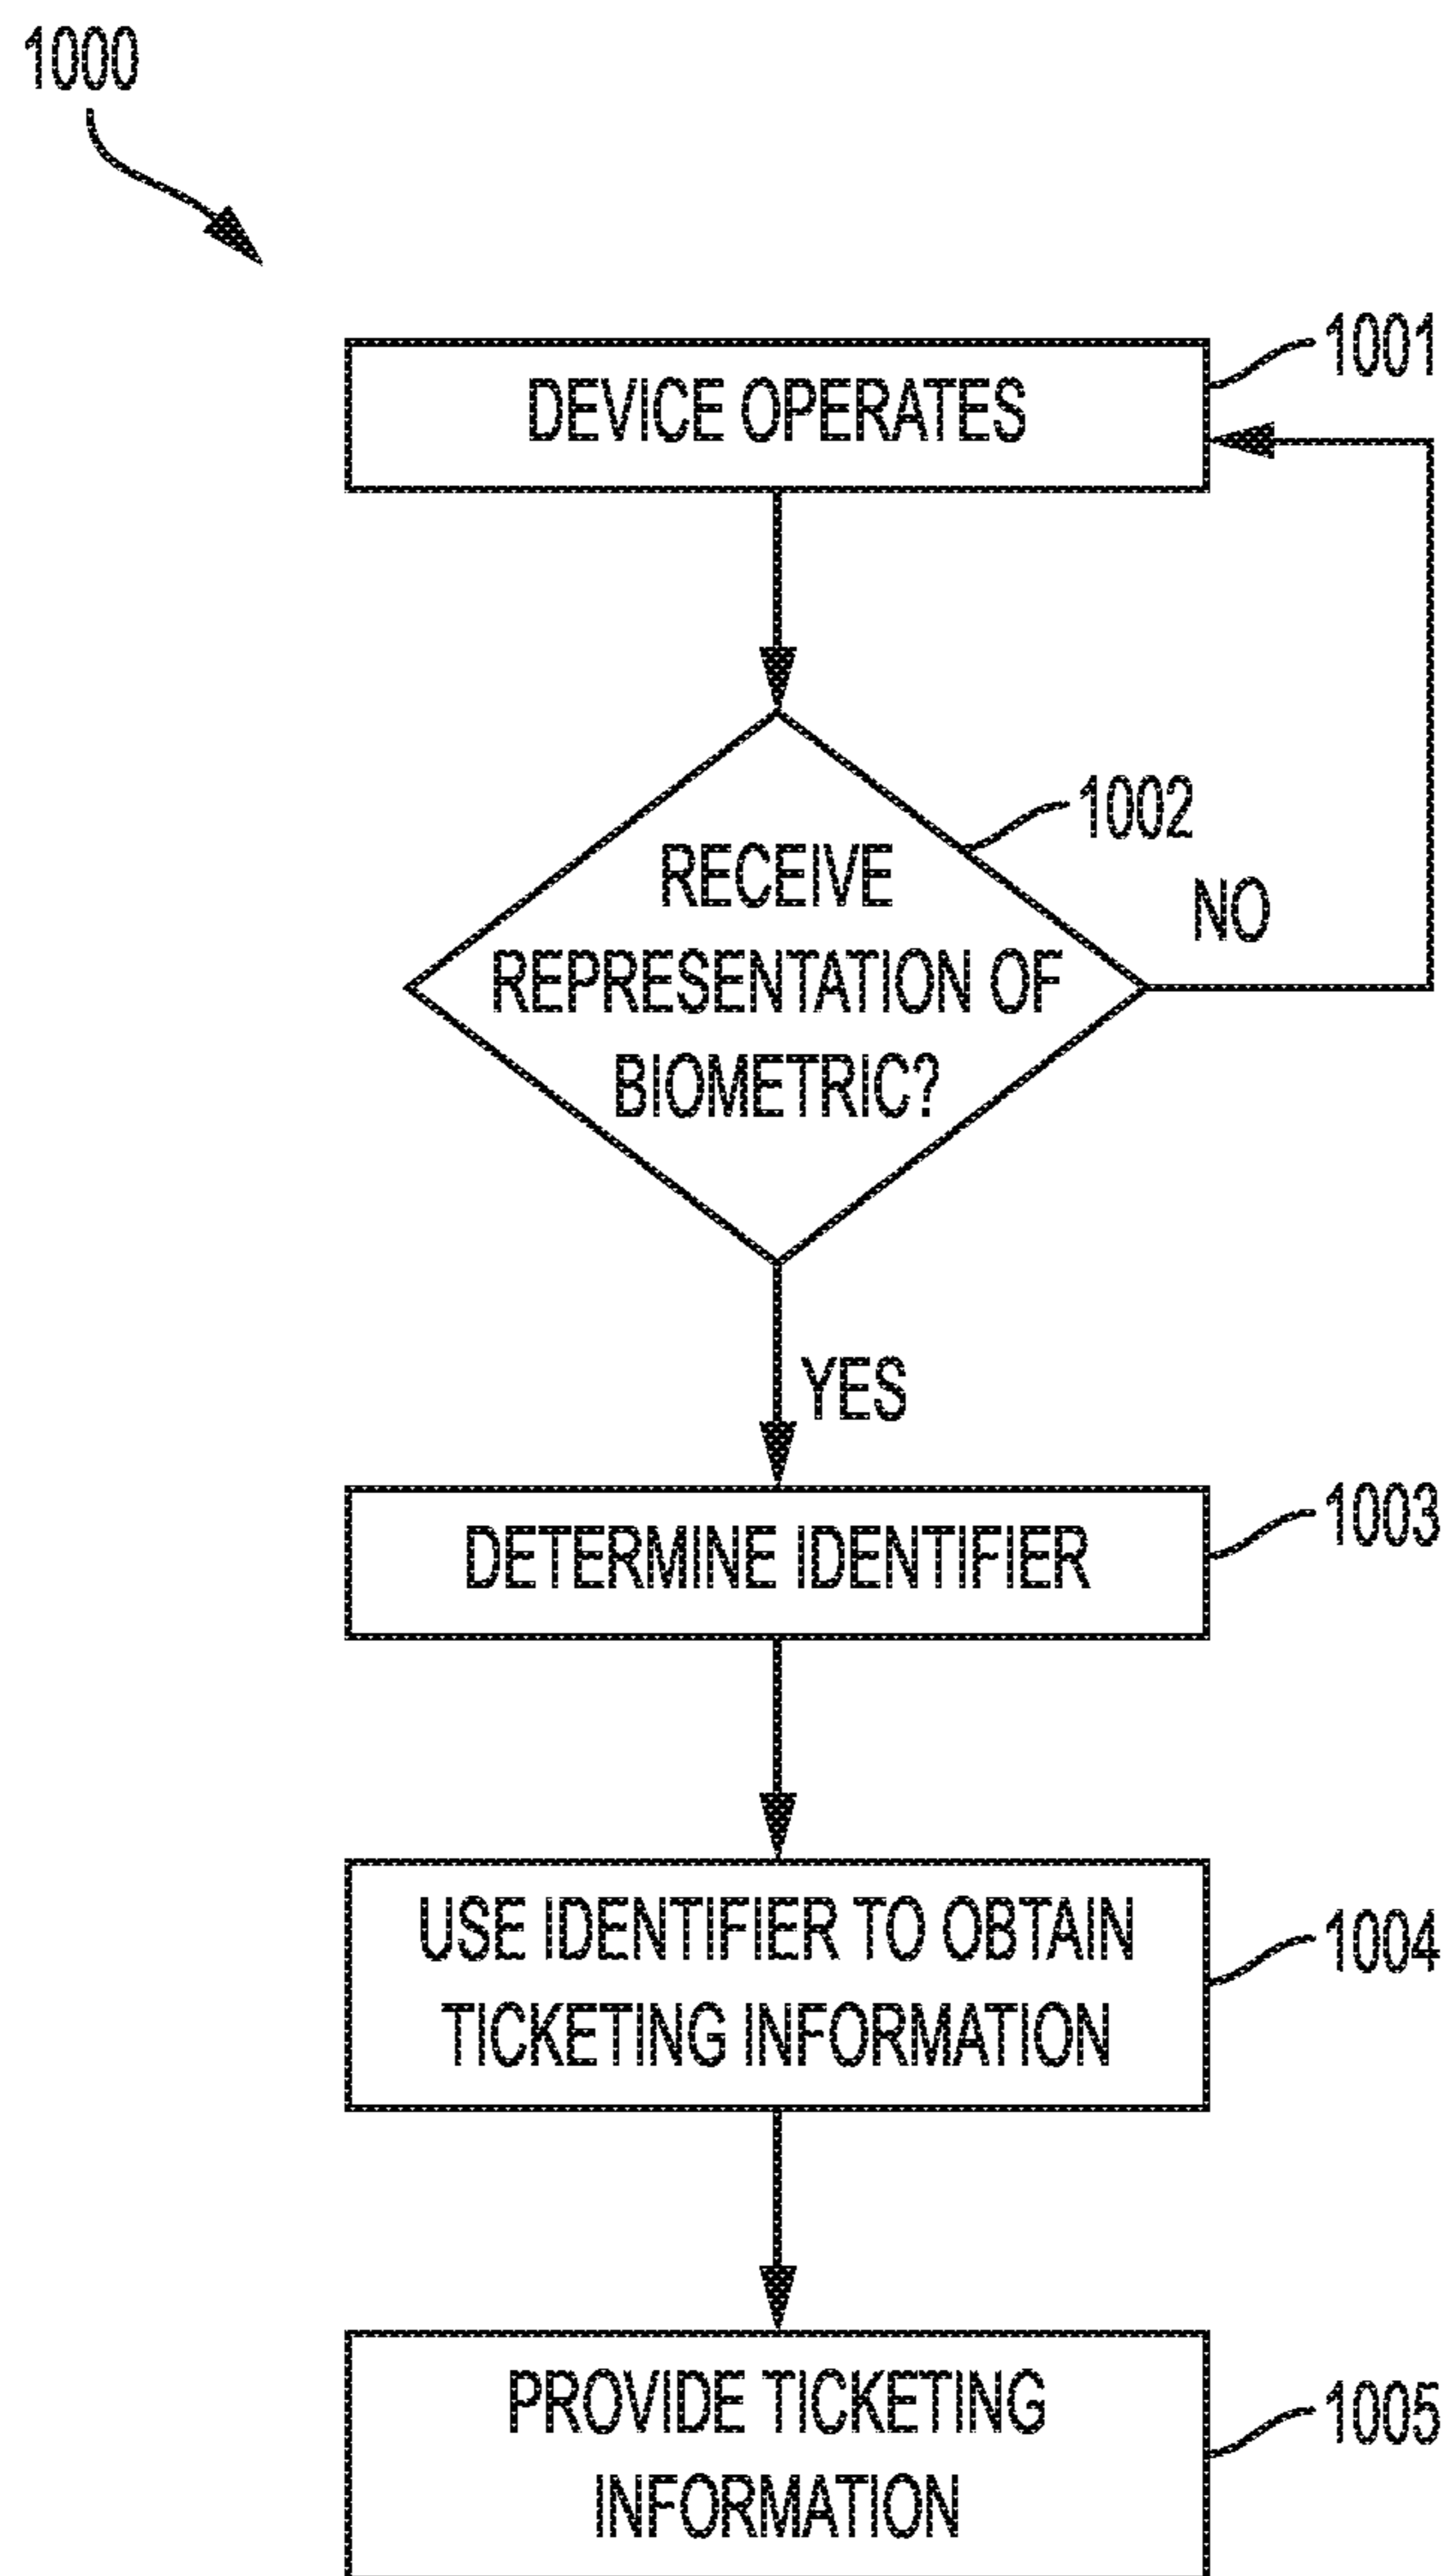 1000
1001
DEVICE OPERATES
1002
RECEIVE
REPRESENTATION OF
BIOMETRIC?
NO
YES
1003
DETERMINE IDENTIFIER
1004
USE IDENTIFIER TO OBTAIN
TICKETING INFORMATION
1005
PROVIDE TICKETING
INFORMATION